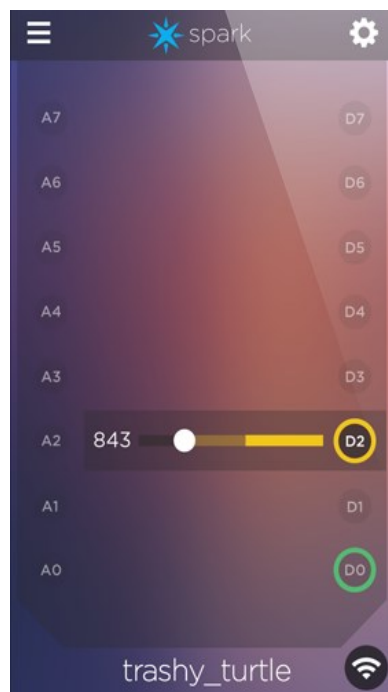 spark
A7 D7
A6 D6
A5 D5
A4 D4
A3 D3
A2 843 D2
A1 D1
A0 D0
trashy_turtle